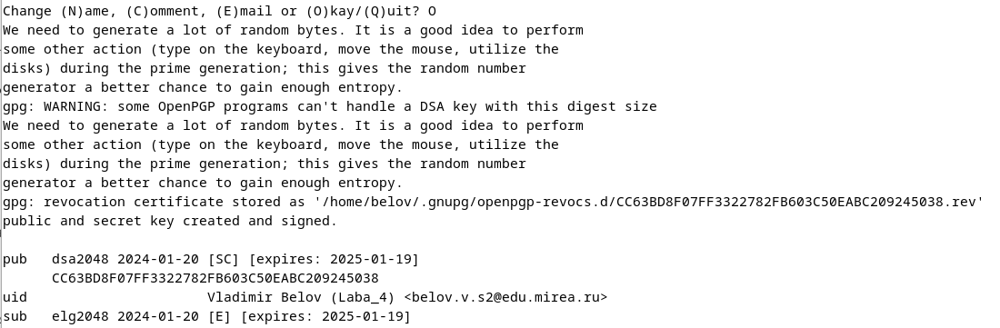 Change (N)ame, (C)omment, (E)mail or (O)kay/(Q)uit? O
We need to generate a lot of random bytes. It is a good idea to perform
some other action (type on the keyboard, move the mouse, utilize the
disks) during the prime generation; this gives the random number
generator a better chance to gain enough entropy.
gpg: WARNING: some OpenPGP programs can't handle a DSA key with this digest size
We need to generate a lot of random bytes. It is a good idea to perform
some other action (type on the keyboard, move the mouse, utilize the
disks) during the prime generation; this gives the random number
generator a better chance to gain enough entropy.
gpg: revocation certificate stored as '/home/belov/.gnupg/openpgp-revocs.d/CC63BD8F07FF3322782FB603C50EABC209245038.rev'
public and secret key created and signed.

pub   dsa2048 2024-01-20 [SC] [expires: 2025-01-19]
      CC63BD8F07FF3322782FB603C50EABC209245038
uid                      Vladimir Belov (Laba_4) <belov.v.s2@edu.mirea.ru>
sub   elg2048 2024-01-20 [E] [expires: 2025-01-19]